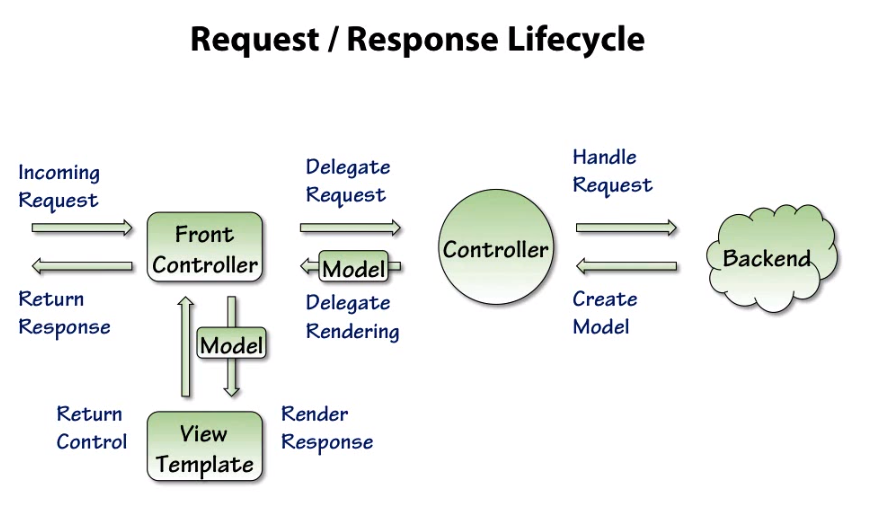 Request / Response Lifecycle
Incoming
Request
Delegate
Request
Handle
Request
Front
Controller
Controller
Backend
Model
Return
Response
Delegate
Rendering
Create
Model
Model
Return
Control
View
Template
Render
Response